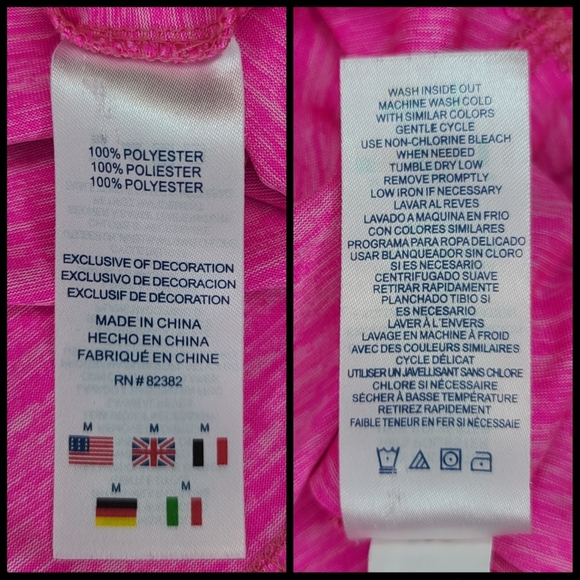 100% POLYESTER
100% POLIESTER
100% POLYESTER
EXCLUSIVE OF DECORATION
EXCLUSIVO DE DECORACION
EXCLUSIF DE DÉCORATION
MADE IN CHINA
HECHO EN CHINA
FABRIQUÉ EN CHINE
RN # 82382
M M M
M M
WASH INSIDE OUT
MACHINE WASH COLD
WITH SIMILAR COLORS
GENTLE CYCLE
USE NON-CHLORINE BLEACH
WHEN NEEDED
TUMBLE DRY LOW
REMOVE PROMPTLY
LOW IRON IF NECESSARY
LAVAR AL REVES
LAVADO A MAQUINA EN FRIO
CON COLORES SIMILARES
PROGRAMA PARA ROPA DELICADO
USAR BLANQUEADOR SIN CLORO
SI ES NECESARIO
CENTRIFUGADO SUAVE
RETIRAR RAPIDAMENTE
PLANCHADO TIBIO SI
ES NECESARIO
LAVER À L'ENVERS
LAVAGE EN MACHINE À FROID
AVEC DES COULEURS SIMILAIRES
CYCLE DÉLICAT
UTILISER UN JAVELLISANT SANS CHLORE
CHLORE SI NÉCESSAIRE
SÉCHER À BASSE TEMPÉRATURE
RETIREZ RAPIDEMENT
FAIBLE TENEUR EN FER SI NÉCESSAIE